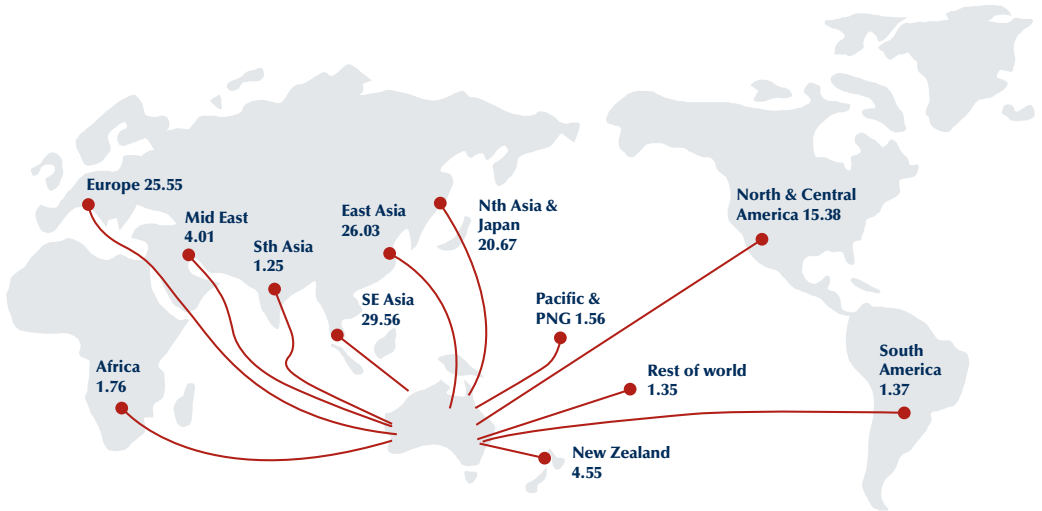 Europe 25.55
Mid East
4.01
Sth Asia
1.25
East Asia
26.03
Nth Asia &
Japan
20.67
North & Central
America 15.38
SE Asia
29.56
Pacific &
PNG 1.56
Africa
1.76
Rest of world
1.35
South
America
1.37
New Zealand
4.55